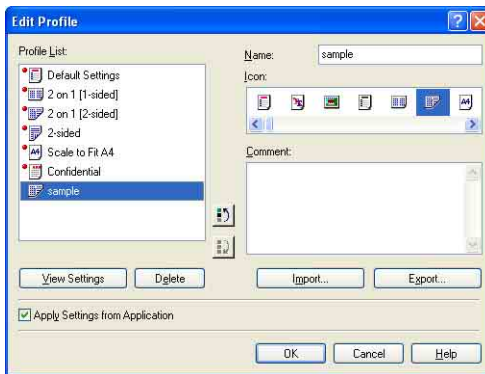 Edit Profile
Profile List:
Default Settings
2 on 1 [1-sided]
2 on 1 [2-sided]
2-sided
Scale to Fit A4
Confidential
sample
Name:
sample
Icon:
A4
Comment:
View Settings
Delete
Import...
Export...
Apply Settings from Application
OK
Cancel
Help